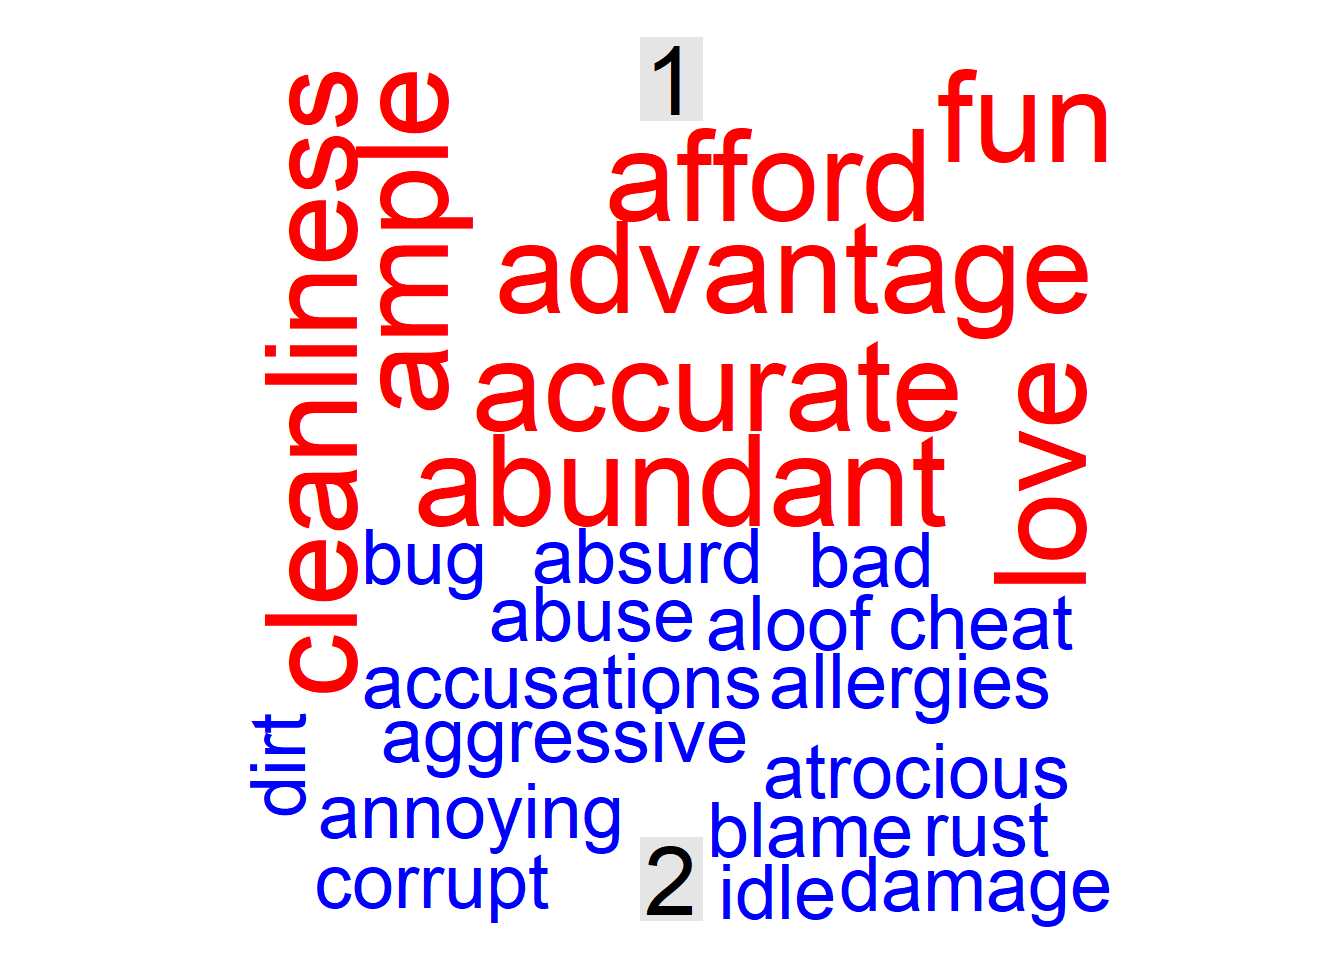 1
fun
afford
advantage
ample
cleanliness
accurate
love
abundant
bug absurd bad
abuse aloof cheat
accusations allergies
aggressive
dirt
atrocious
annoying
blame rust
corrupt
2
idle damage